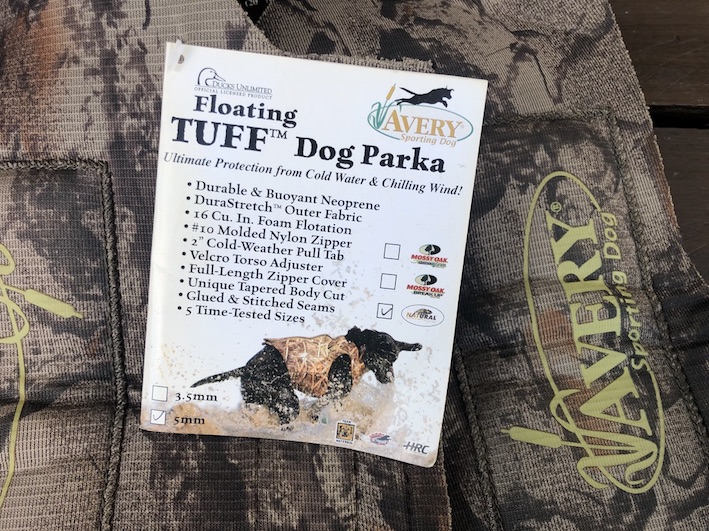 DUCKS UNLIMITED
OFFICIAL LICENSED PRODUCT
Floating
TUFF™ Dog Parka
AVERY®
Sporting Dog
Ultimate Protection from Cold Water & Chilling Wind!
• Durable & Buoyant Neoprene
• DuraStretch™ Outer Fabric
• 16 Cu. In. Foam Flotation
• #10 Molded Nylon Zipper
• 2" Cold-Weather Pull Tab
• Velcro Torso Adjuster
• Full-Length Zipper Cover
• Unique Tapered Body Cut
• Glued & Stitched Seams
• 5 Time-Tested Sizes
MOSSY OAK
MOSSY OAK
NATURAL
3.5mm
5mm
HRC
AVERY®
Sporting Dog